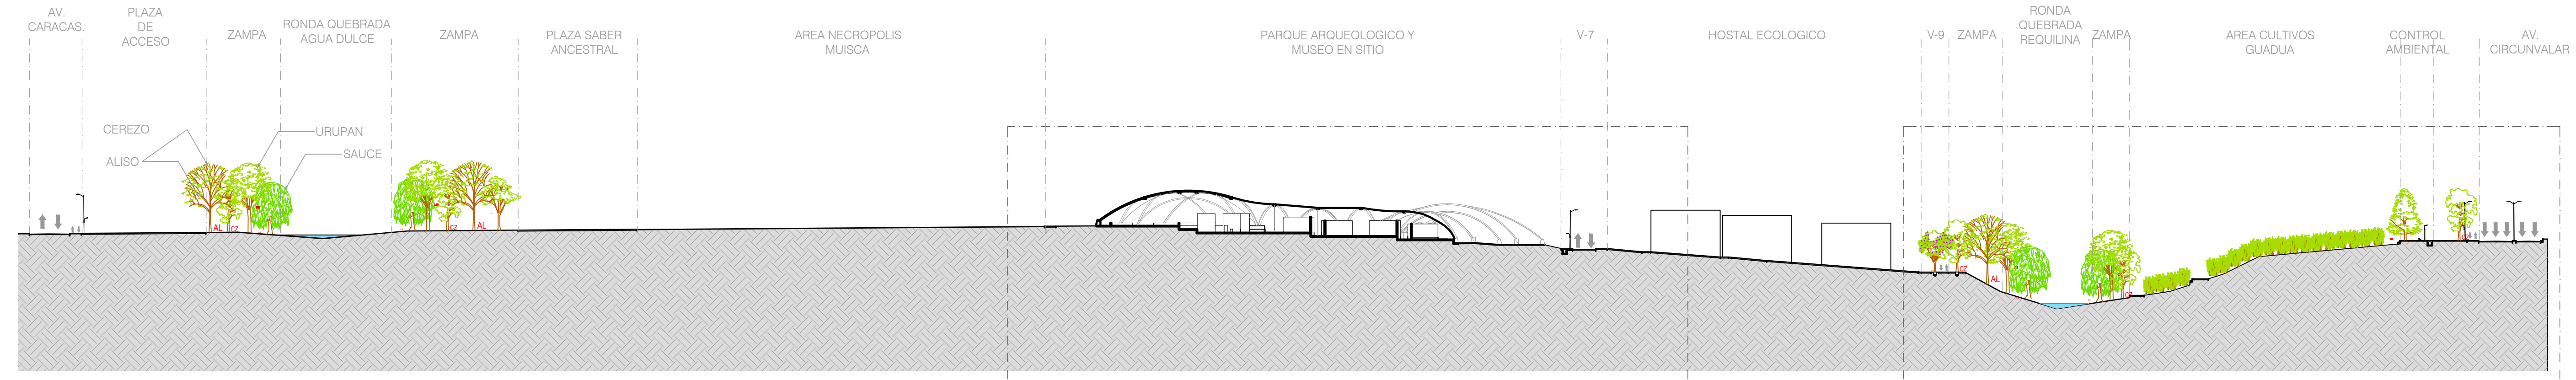 AV.
CARACAS.
PLAZA
DE
ACCESO
ZAMPA
RONDA QUEBRADA
AGUA DULCE
ZAMPA
PLAZA SABER
ANCESTRAL
AREA NECROPOLIS
MUISCA
PARQUE ARQUEOLOGICO Y
MUSEO EN SITIO
V-7
HOSTAL ECOLOGICO
V-9
ZAMPA
RONDA
QUEBRADA
REQUILINA
ZAMPA
AREA CULTIVOS
GUADUA
CONTROL
AMBIENTAL
AV.
CIRCUNVALAR
CEREZO
ALISO
URUPAN
SAUCE
AL
CZ
CZ
AL
CZ
AL
CZ